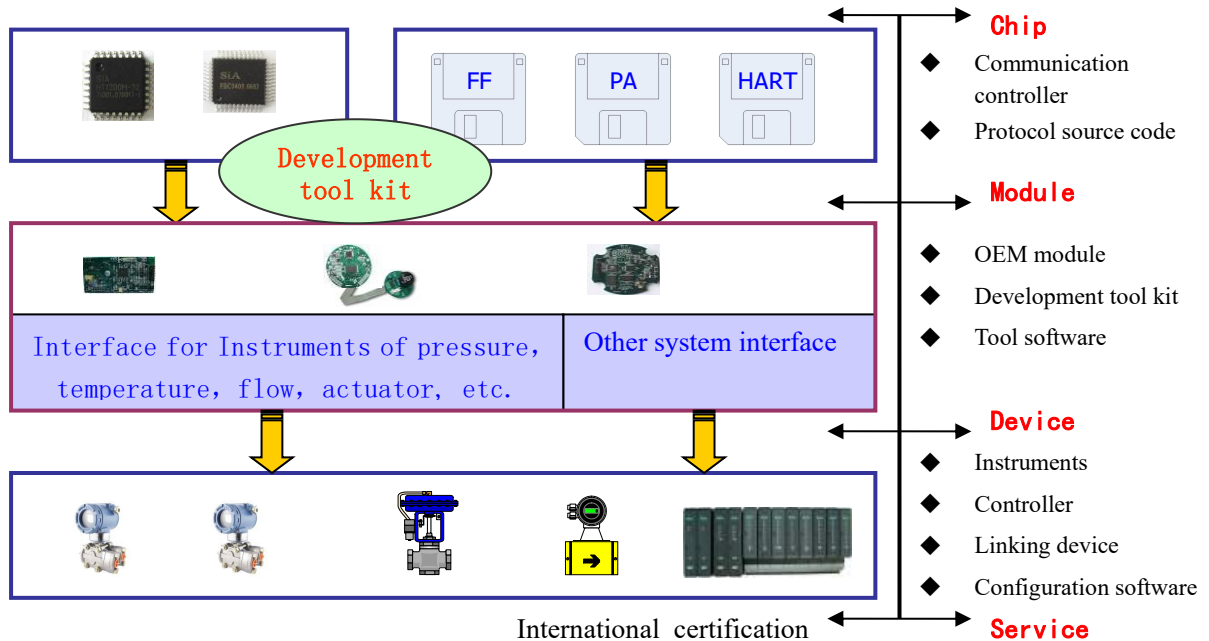 Chip
SiA
SiA
FF
PA
HART
◆ Communication
controller
◆ Protocol source code
Development
tool kit
Module
◆ OEM module
◆ Development tool kit
◆ Tool software
Interface for Instruments of pressure,
temperature, flow, actuator, etc.
Other system interface
Device
◆ Instruments
◆ Controller
◆ Linking device
◆ Configuration software
International certification
Service